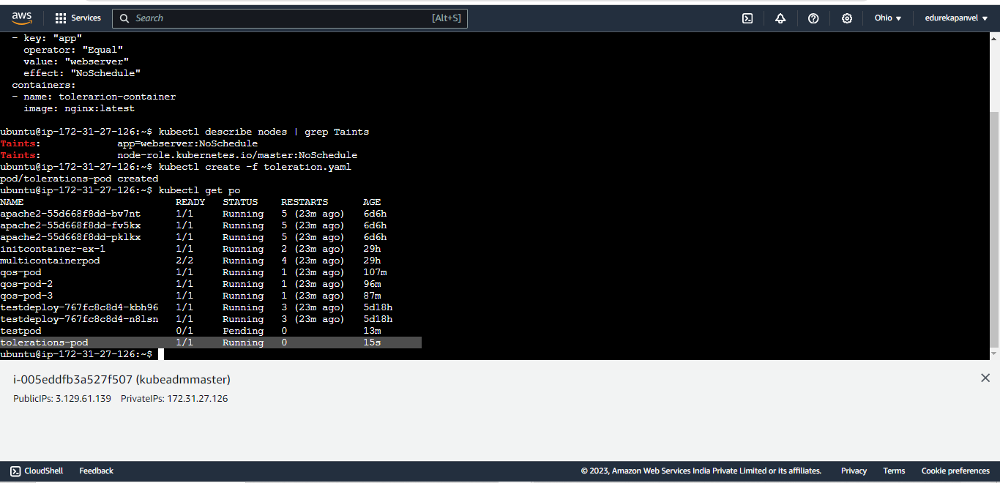 aws Services Search [Alt+S] Ohio ▼ edurekapanvel ▼
- key: "app"
operator: "Equal"
value: "webserver"
effect: "NoSchedule"
containers:
- name: tolerarion-container
image: nginx:latest
ubuntu@ip-172-31-27-126:~$ kubectl describe nodes | grep Taints
Taints: app=webserver:NoSchedule
Taints: node-role.kubernetes.io/master:NoSchedule
ubuntu@ip-172-31-27-126:~$ kubectl create -f toleration.yaml
pod/tolerations-pod created
ubuntu@ip-172-31-27-126:~$ kubectl get po
NAME READY STATUS RESTARTS AGE
apache2-55d668f8dd-bv7nt 1/1 Running 5 (23m ago) 6d6h
apache2-55d668f8dd-fv5kx 1/1 Running 5 (23m ago) 6d6h
apache2-55d668f8dd-pklkx 1/1 Running 5 (23m ago) 6d6h
initcontainer-ex-1 1/1 Running 2 (23m ago) 29h
multicontainerpod 2/2 Running 4 (23m ago) 29h
qos-pod 1/1 Running 1 (23m ago) 107m
qos-pod-2 1/1 Running 1 (23m ago) 96m
qos-pod-3 1/1 Running 1 (23m ago) 87m
testdeploy-767fc8c8d4-kbh96 1/1 Running 3 (23m ago) 5d18h
testdeploy-767fc8c8d4-n8lsn 1/1 Running 3 (23m ago) 5d18h
testpod 0/1 Pending 0 13m
tolerations-pod 1/1 Running 0 15s
ubuntu@ip-172-31-27-126:~$
i-005eddfb3a527f507 (kubeadmmaster)
PublicIPs: 3.129.61.139 PrivateIPs: 172.31.27.126
CloudShell Feedback © 2023, Amazon Web Services India Private Limited or its affiliates. Privacy Terms Cookie preferences